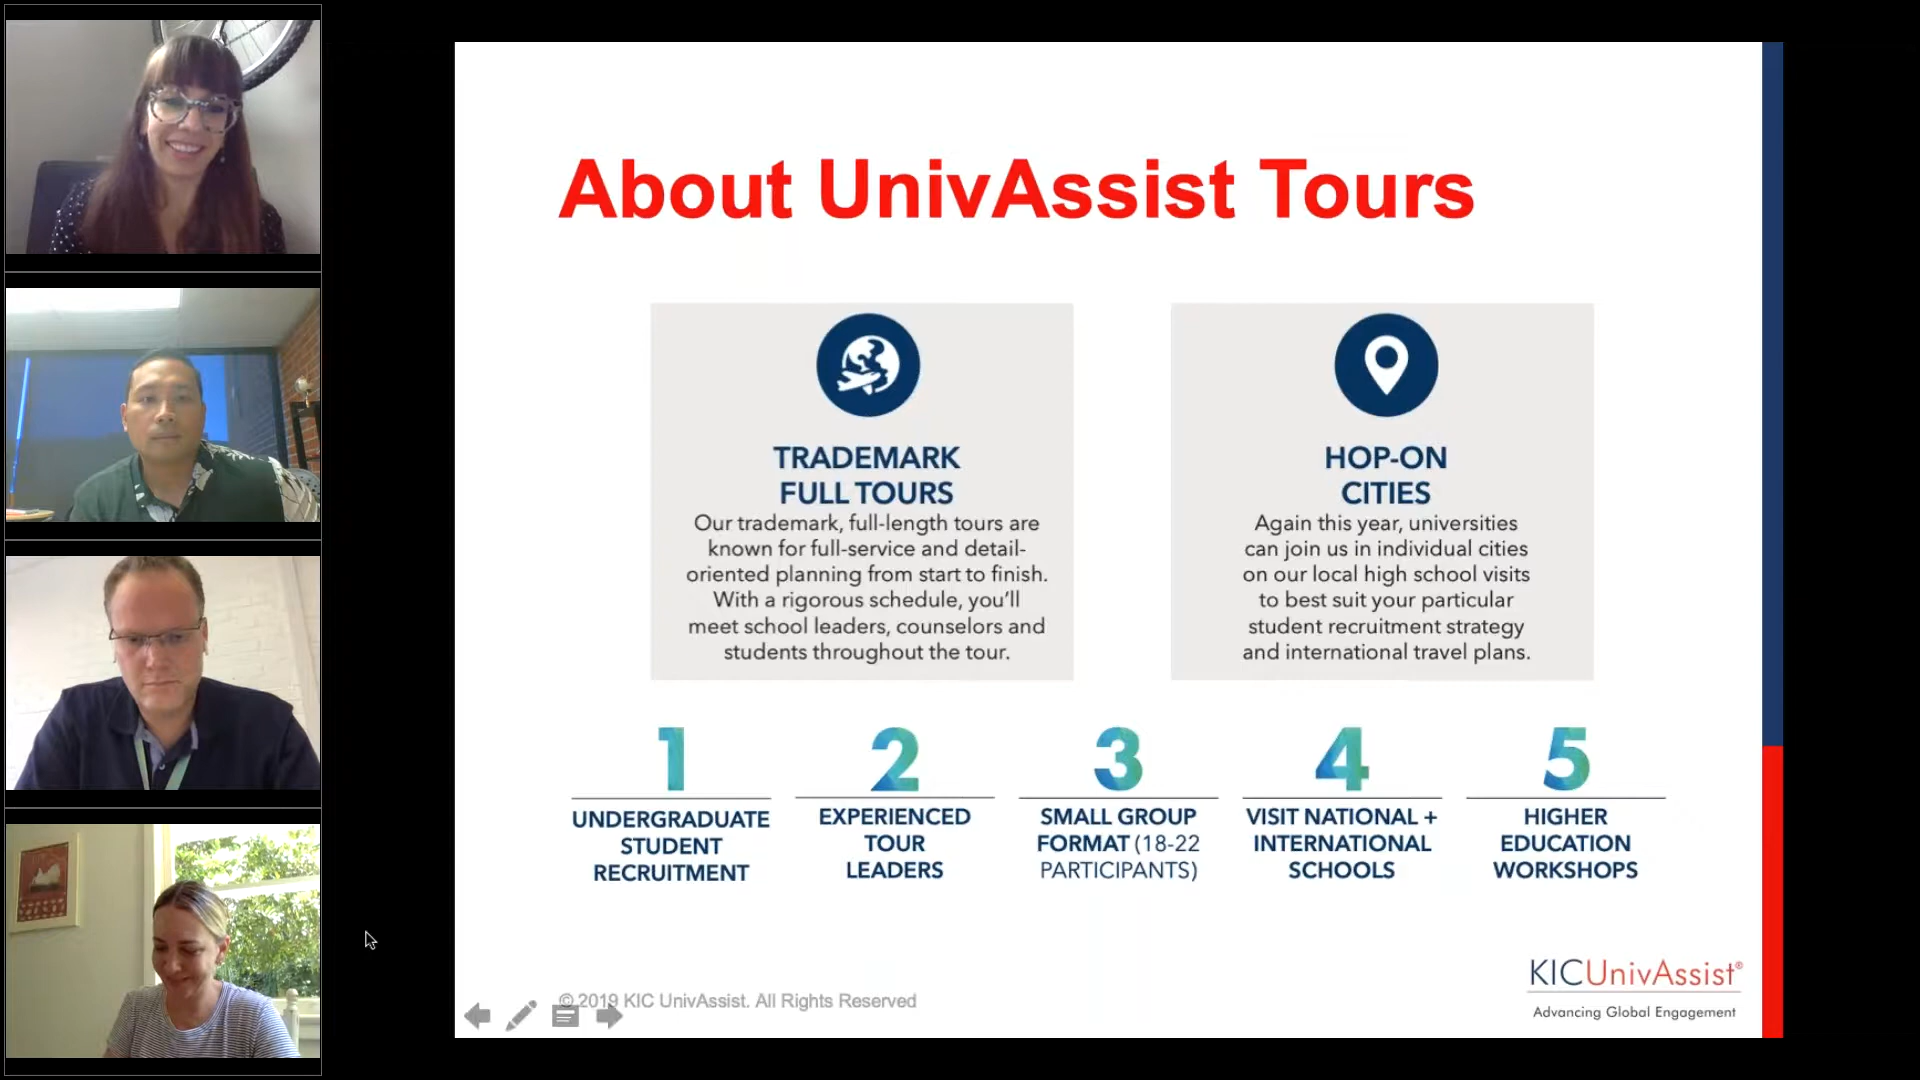 About UnivAssist Tours
TRADEMARK
FULL TOURS
Our trademark, full-length tours are
known for full-service and detail-
oriented planning from start to finish.
With a rigorous schedule, you'll
meet school leaders, counselors and
students throughout the tour.
HOP-ON
CITIES
Again this year, universities
can join us in individual cities
on our local high school visits
to best suit your particular
student recruitment strategy
and international travel plans.
1
UNDERGRADUATE
STUDENT
RECRUITMENT
2
EXPERIENCED
TOUR
LEADERS
3
SMALL GROUP
FORMAT (18-22
PARTICIPANTS)
4
VISIT NATIONAL +
INTERNATIONAL
SCHOOLS
5
HIGHER
EDUCATION
WORKSHOPS
© 2019 KIC UnivAssist. All Rights Reserved
KICUnivAssist®
Advancing Global Engagement